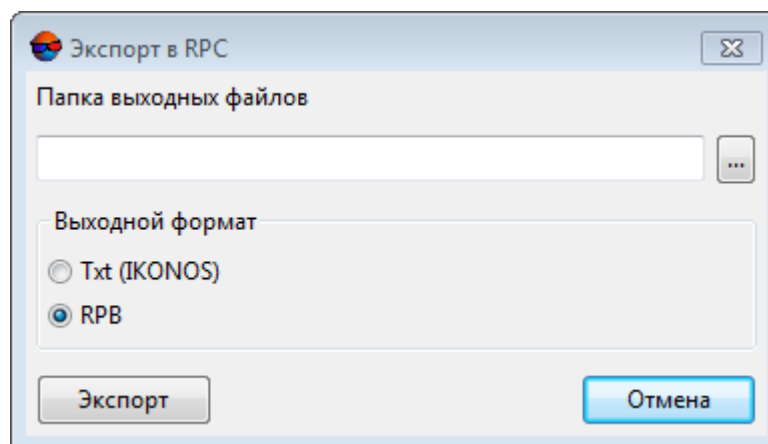 Экспорт в RPC
Папка выходных файлов
...
Выходной формат
Txt (IKONOS)
RPB
Экспорт
Отмена